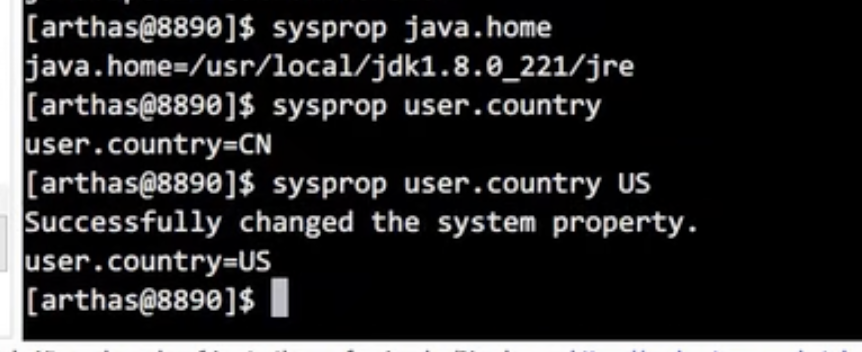 [arthas@8890]$ sysprop java.home
java.home=/usr/local/jdk1.8.0_221/jre
[arthas@8890]$ sysprop user.country
user.country=CN
[arthas@8890]$ sysprop user.country US
Successfully changed the system property.
user.country=US
[arthas@8890]$